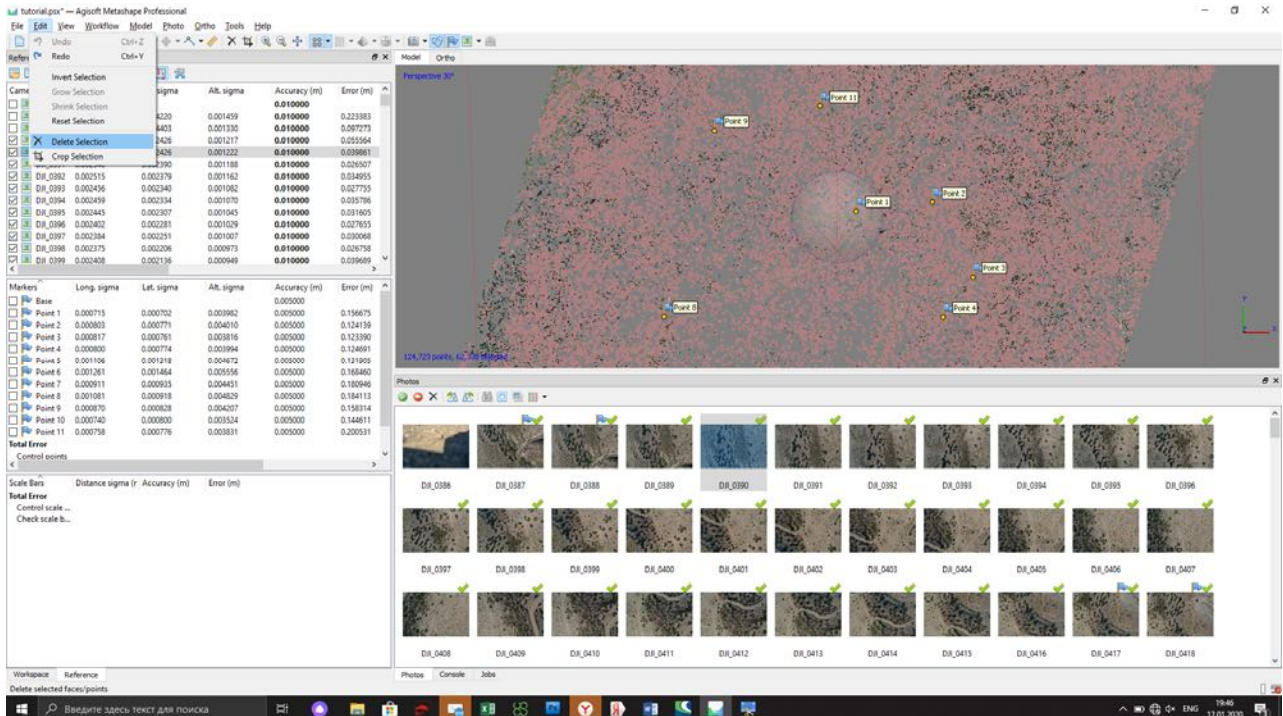 tutorial.psx* — Agisoft Metashape Professional
File Edit View Workflow Model Photo Ortho Tools Help
Undo Ctrl+Z
Redo Ctrl+Y
Invert Selection
Grow Selection
Shrink Selection
Reset Selection
Delete Selection
Crop Selection
sigma Alt. sigma Accuracy (m) Error (m)
0.010000
0.001459 0.010000 0.223383
0.001330 0.010000 0.097273
0.001217 0.010000 0.055564
0.001222 0.010000 0.039861
0.001188 0.010000 0.026507
DJI_0392 0.002515 0.002379 0.001162 0.010000 0.034955
DJI_0393 0.002456 0.002340 0.001082 0.010000 0.027755
DJI_0394 0.002459 0.002334 0.001070 0.010000 0.035786
DJI_0395 0.002445 0.002307 0.001045 0.010000 0.031605
DJI_0396 0.002402 0.002281 0.001029 0.010000 0.027655
DJI_0397 0.002384 0.002251 0.001007 0.010000 0.030068
DJI_0398 0.002375 0.002206 0.000973 0.010000 0.026758
DJI_0399 0.002408 0.002136 0.000949 0.010000 0.039689
Markers Long. sigma Lat. sigma Alt. sigma Accuracy (m) Error (m)
Base 0.005000
Point 1 0.000715 0.000702 0.003982 0.005000 0.156675
Point 2 0.000803 0.000771 0.004010 0.005000 0.124139
Point 3 0.000817 0.000761 0.003816 0.005000 0.123390
Point 4 0.000800 0.000774 0.003994 0.005000 0.124691
Point 5 0.001106 0.001218 0.004672 0.005000 0.121905
Point 6 0.001261 0.001464 0.005556 0.005000 0.168460
Point 7 0.000911 0.000935 0.004451 0.005000 0.180946
Point 8 0.001081 0.000918 0.004829 0.005000 0.184113
Point 9 0.000870 0.000828 0.004207 0.005000 0.158314
Point 10 0.000740 0.000800 0.003524 0.005000 0.144611
Point 11 0.000758 0.000776 0.003831 0.005000 0.200531
Total Error
Control points
Scale Bars Distance sigma (r Accuracy (m) Error (m)
Total Error
Control scale ...
Check scale b...
Workspace Reference
Delete selected faces/points
Model Ortho
Perspective 30°
Point 11
Point 9
Point 2
Point 1
Point 3
Point 8
Point 4
124,723 points,
Photos
DJI_0386 DJI_0387 DJI_0388 DJI_0389 DJI_0390 DJI_0391 DJI_0392 DJI_0393 DJI_0394 DJI_0395 DJI_0396
DJI_0397 DJI_0398 DJI_0399 DJI_0400 DJI_0401 DJI_0402 DJI_0403 DJI_0404 DJI_0405 DJI_0406 DJI_0407
DJI_0408 DJI_0409 DJI_0410 DJI_0411 DJI_0412 DJI_0413 DJI_0414 DJI_0415 DJI_0416 DJI_0417 DJI_0418
Photos Console Jobs
Введите здесь текст для поиска
ENG
19:46
12.01.2020